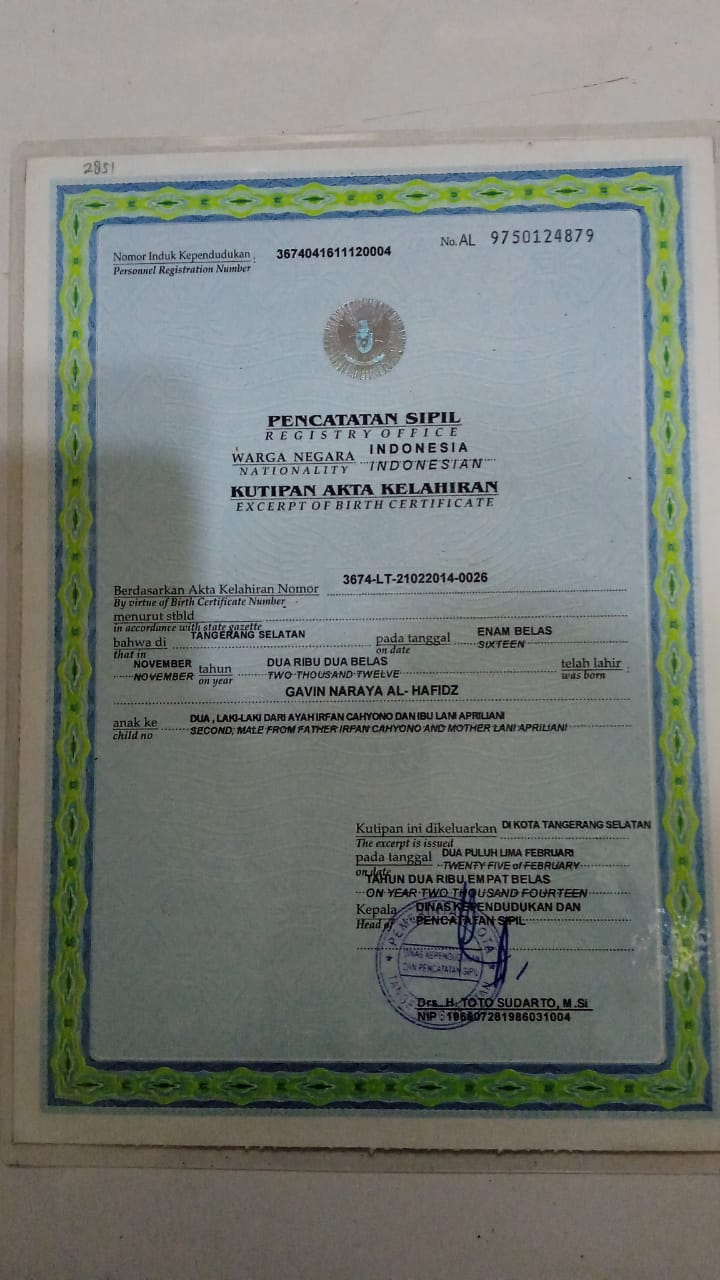 2851
Nomor Induk Kependudukan : 3674041611120004
Personnel Registration Number
No. AL 9750124879
PENCATATAN SIPIL
REGISTRY OFFICE
WARGA NEGARA INDONESIA
NATIONALITY INDONESIAN
KUTIPAN AKTA KELAHIRAN
EXCERPT OF BIRTH CERTIFICATE
Berdasarkan Akta Kelahiran Nomor 3674-LT-21022014-0026
By virtue of Birth Certificate Number
menurut stbld
in accordance with state gazette
bahwa di TANGERANG SELATAN pada tanggal ENAM BELAS
that in on date SIXTEEN
NOVEMBER tahun DUA RIBU DUA BELAS telah lahir :
NOVEMBER on year TWO THOUSAND TWELVE was born
GAVIN NARAYA AL- HAFIDZ
anak ke DUA , LAKI-LAKI DARI AYAH IRFAN CAHYONO DAN IBU LANI APRILIANI
child no SECOND, MALE FROM FATHER IRFAN CAHYONO AND MOTHER LANI APRILIANI
Kutipan ini dikeluarkan DI KOTA TANGERANG SELATAN
The excerpt is issued
pada tanggal DUA PULUH LIMA FEBRUARI
on date TWENTY FIVE of FEBRUARY
TAHUN DUA RIBU EMPAT BELAS
ON YEAR TWO THOUSAND FOURTEEN
Kepala DINAS KEPENDUDUKAN DAN
Head of PENCATATAN SIPIL
DINAS KEPENDUDUKAN
DAN PENCATATAN SIPIL
Drs. H. TOTO SUDARTO, M.Si
NIP : 196607281986031004